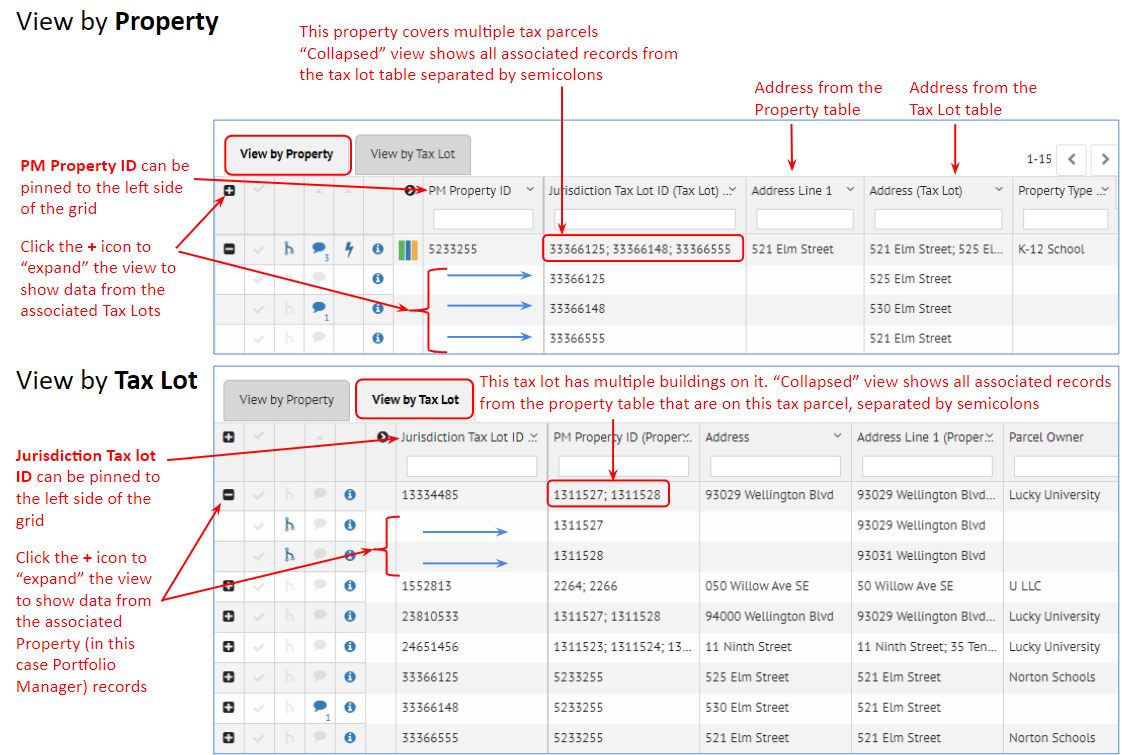 View by Property
This property covers multiple tax parcels
“Collapsed” view shows all associated records from
the tax lot table separated by semicolons
Address from the
Property table
Address from the
Tax Lot table
PM Property ID can be
pinned to the left side
of the grid
Click the + icon to
“expand” the view to
show data from the
associated Tax Lots
View by Property View by Tax Lot
1-15
PM Property ID Jurisdiction Tax Lot ID (Tax Lot) ... Address Line 1 Address (Tax Lot) Property Type ...
3 5233255 33366125; 33366148; 33366555 521 Elm Street 521 Elm Street; 525 EL... K-12 School
33366125 525 Elm Street
1 33366148 530 Elm Street
33366555 521 Elm Street
View by Tax Lot
This tax lot has multiple buildings on it. “Collapsed” view shows all associated records
from the property table that are on this tax parcel, separated by semicolons
Jurisdiction Tax lot
ID can be pinned to
the left side of the
grid
Click the + icon to
“expand” the view
to show data from
the associated
Property (in this
case Portfolio
Manager) records
View by Property View by Tax Lot
Jurisdiction Tax Lot ID ... PM Property ID (Proper... Address Address Line 1 (Proper... Parcel Owner
13334485 1311527; 1311528 93029 Wellington Blvd 93029 Wellington Blvd... Lucky University
1311527 93029 Wellington Blvd
1311528 93031 Wellington Blvd
1552813 2264; 2266 050 Willow Ave SE 50 Willow Ave SE U LLC
23810533 1311527; 1311528 94000 Wellington Blvd 93029 Wellington Blvd... Lucky University
24651456 1311523; 1311524; 13... 11 Ninth Street 11 Ninth Street; 35 Ten... Lucky University
33366125 5233255 525 Elm Street 521 Elm Street Norton Schools
1 33366148 5233255 530 Elm Street 521 Elm Street
33366555 5233255 521 Elm Street 521 Elm Street Norton Schools